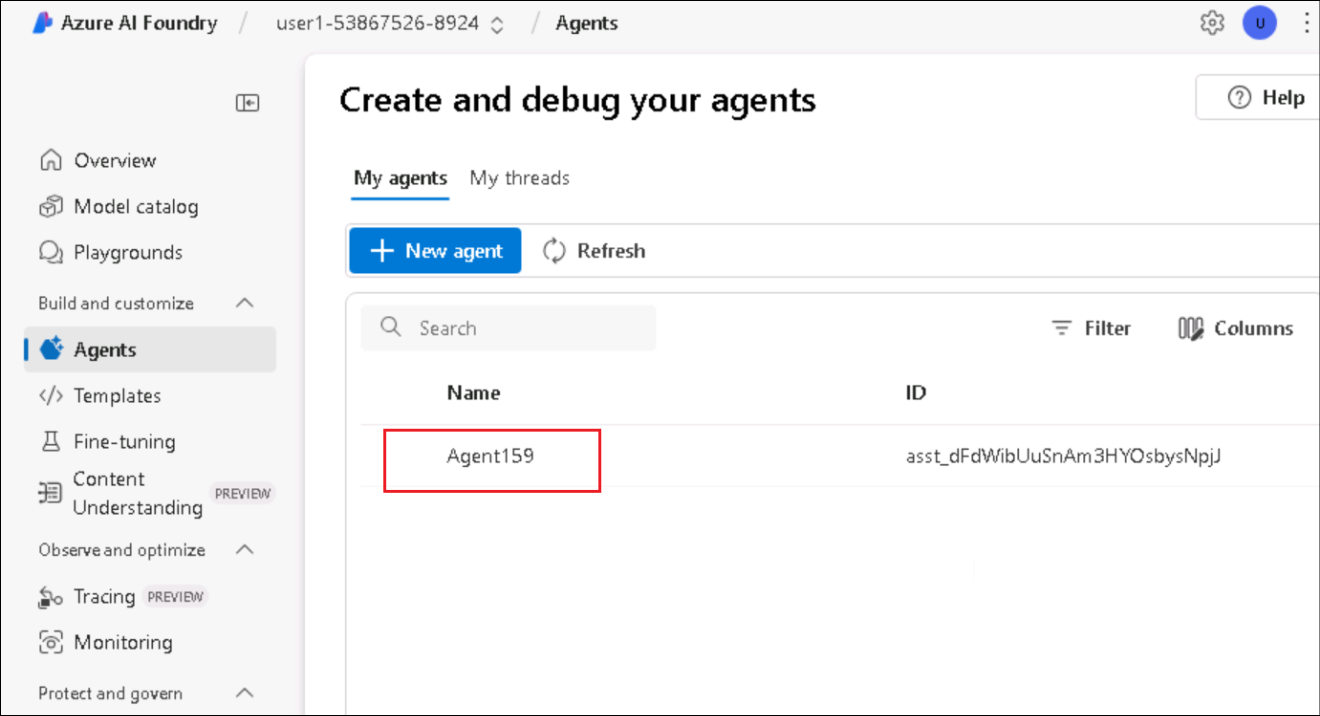 Azure AI Foundry / user1-53867526-8924 / Agents U
Create and debug your agents
Help
Overview
Model catalog
Playgrounds
Build and customize
Agents
Templates
Fine-tuning
Content
Understanding PREVIEW
Observe and optimize
Tracing PREVIEW
Monitoring
Protect and govern
My agents My threads
New agent Refresh
Search Filter Columns
Name ID
Agent159 asst_dFdWibUuSnAm3HYOsbysNpjJ